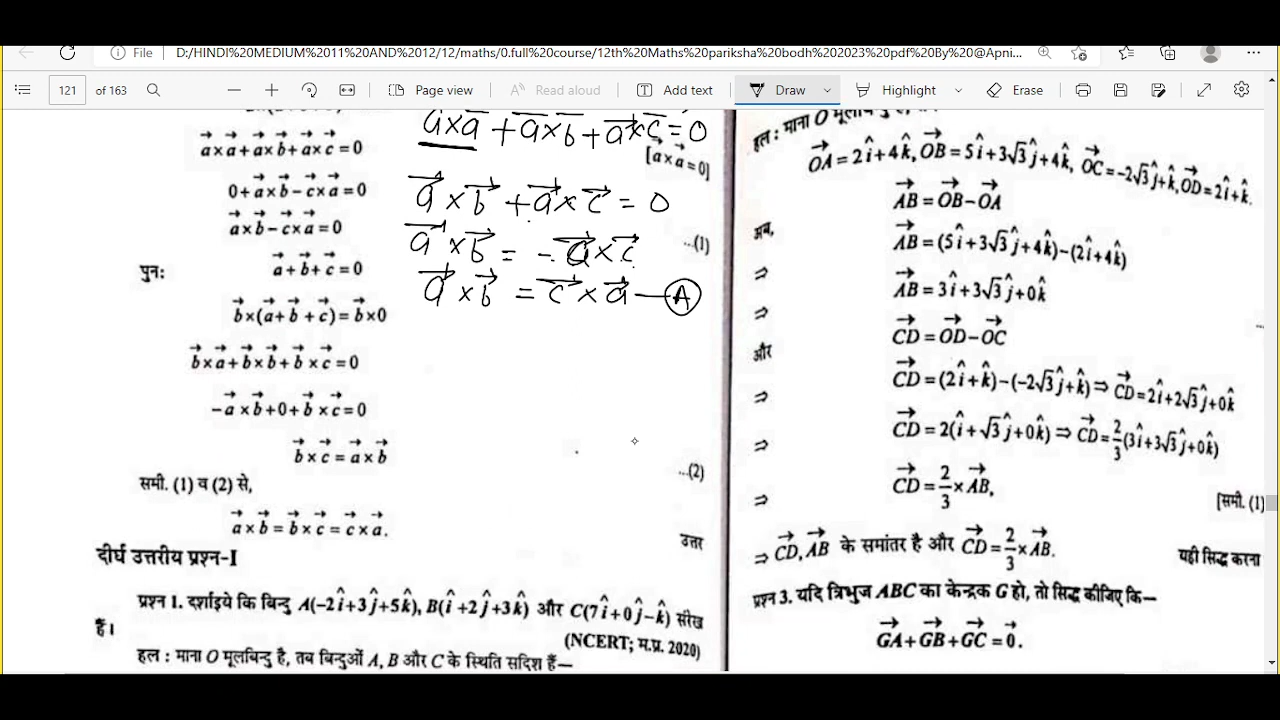 File D:/HINDI%20MEDIUM%2011%20AND%2012/12/maths/0.full%20course/12th%20Maths%20pariksha%20bodh%202023%20pdf%20By%20@Apni...
121 of 163 Page view Read aloud Add text Draw Highlight Erase
a⃗×a⃗+a⃗×b⃗+a⃗×c⃗=0
0+a⃗×b⃗−c⃗×a⃗=0
a⃗×b⃗−c⃗×a⃗=0
...(1)
पुनः a⃗+b⃗+c⃗=0
b⃗×(a⃗+b⃗+c⃗)=b⃗×0
b⃗×a⃗+b⃗×b⃗+b⃗×c⃗=0
−a⃗×b⃗+0+b⃗×c⃗=0
b⃗×c⃗=a⃗×b⃗
...(2)
समी. (1) व (2) से,
a⃗×b⃗=b⃗×c⃗=c⃗×a⃗.
उत्तर
दीर्घ उत्तरीय प्रश्न-I
प्रश्न 1. दर्शाइये कि बिन्दु A(−2î+3ĵ+5k̂), B(î+2ĵ+3k̂) और C(7î+0ĵ−k̂) संरेख
हैं।
(NCERT; म.प्र. 2020)
हल : माना O मूलबिन्दु है, तब बिन्दुओं A, B और C के स्थिति सदिश हैं—
a×a + a×b + a⃗×c = 0
[a⃗×a⃗=0]
a⃗×b⃗ + a⃗×c⃗ = 0
a⃗×b⃗ = −a⃗×c⃗
a⃗×b⃗ = c⃗×a⃗ — A
हल : माना O
OA⃗=2î+4k̂, OB⃗=5î+3√3ĵ+4k̂, OC⃗=−2√3ĵ+k̂, OD⃗=2î+k̂.
AB⃗=OB⃗−OA⃗
अब, AB⃗=(5î+3√3ĵ+4k̂)−(2î+4k̂)
⇒ AB⃗=3î+3√3ĵ+0k̂
⇒ CD⃗=OD⃗−OC⃗
और CD⃗=(2î+k̂)−(−2√3ĵ+k̂)⇒CD⃗=2î+2√3ĵ+0k̂
⇒ CD⃗=2(î+√3ĵ+0k̂)⇒CD⃗=2/3(3î+3√3ĵ+0k̂)
⇒ CD⃗=2/3×AB⃗,
⇒ [समी. (1)
⇒ CD⃗, AB⃗ के समांतर है और CD⃗=2/3×AB⃗.
यही सिद्ध करना
प्रश्न 3. यदि त्रिभुज ABC का केन्द्रक G हो, तो सिद्ध कीजिए कि—
GA⃗+GB⃗+GC⃗=0⃗.